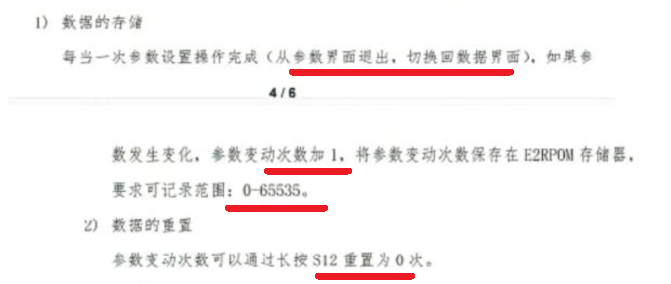 1) 数据的存储
每当一次参数设置操作完成（从参数界面退出，切换回数据界面），如果参
4 / 6
数发生变化，参数变动次数加 1，将参数变动次数保存在 E2RPOM 存储器，
要求可记录范围：0-65535。
2) 数据的重置
参数变动次数可以通过长按 S12 重置为 0 次。